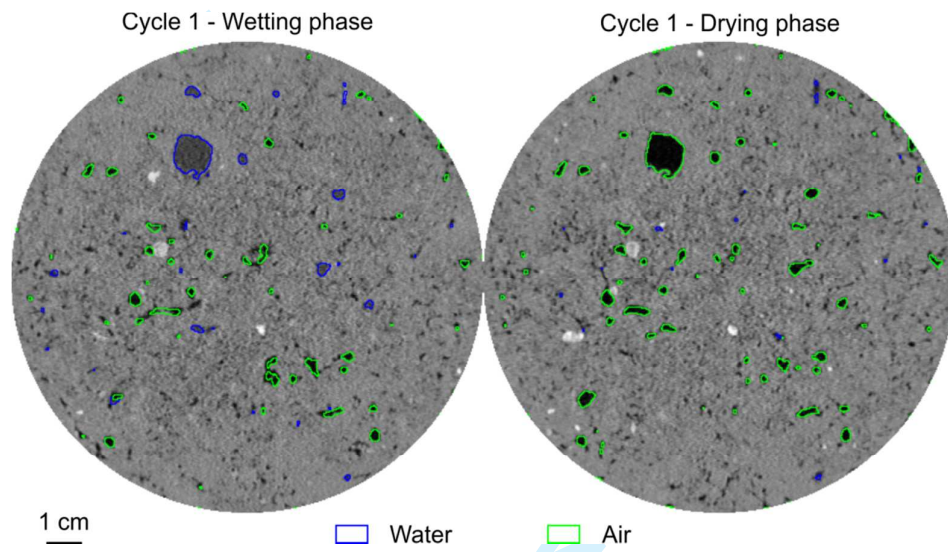 Cycle 1 - Wetting phase
Cycle 1 - Drying phase
1 cm
Water
Air